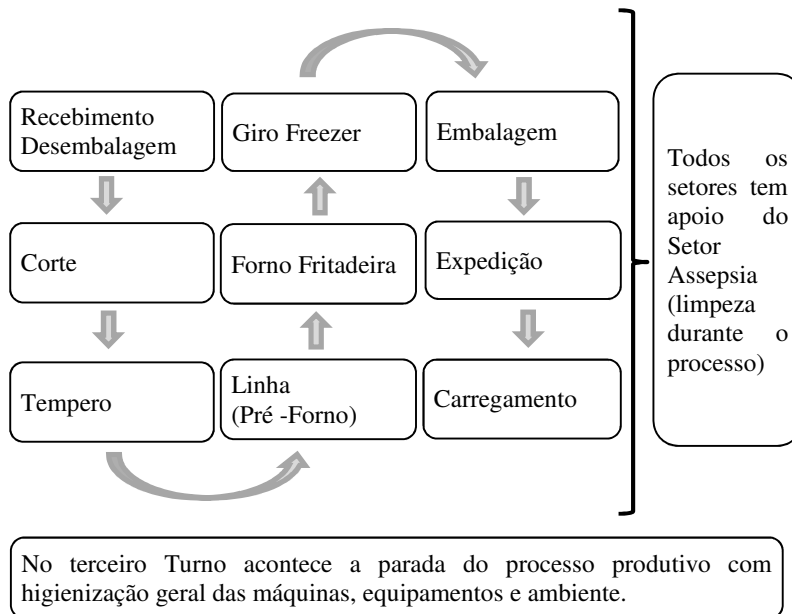 Recebimento
Desembalagem
Corte
Tempero
Linha
(Pré -Forno)
Forno Fritadeira
Giro Freezer
Embalagem
Expedição
Carregamento
Todos os
setores tem
apoio do
Setor
Assepsia
(limpeza
durante o
processo)
No terceiro Turno acontece a parada do processo produtivo com
higienização geral das máquinas, equipamentos e ambiente.